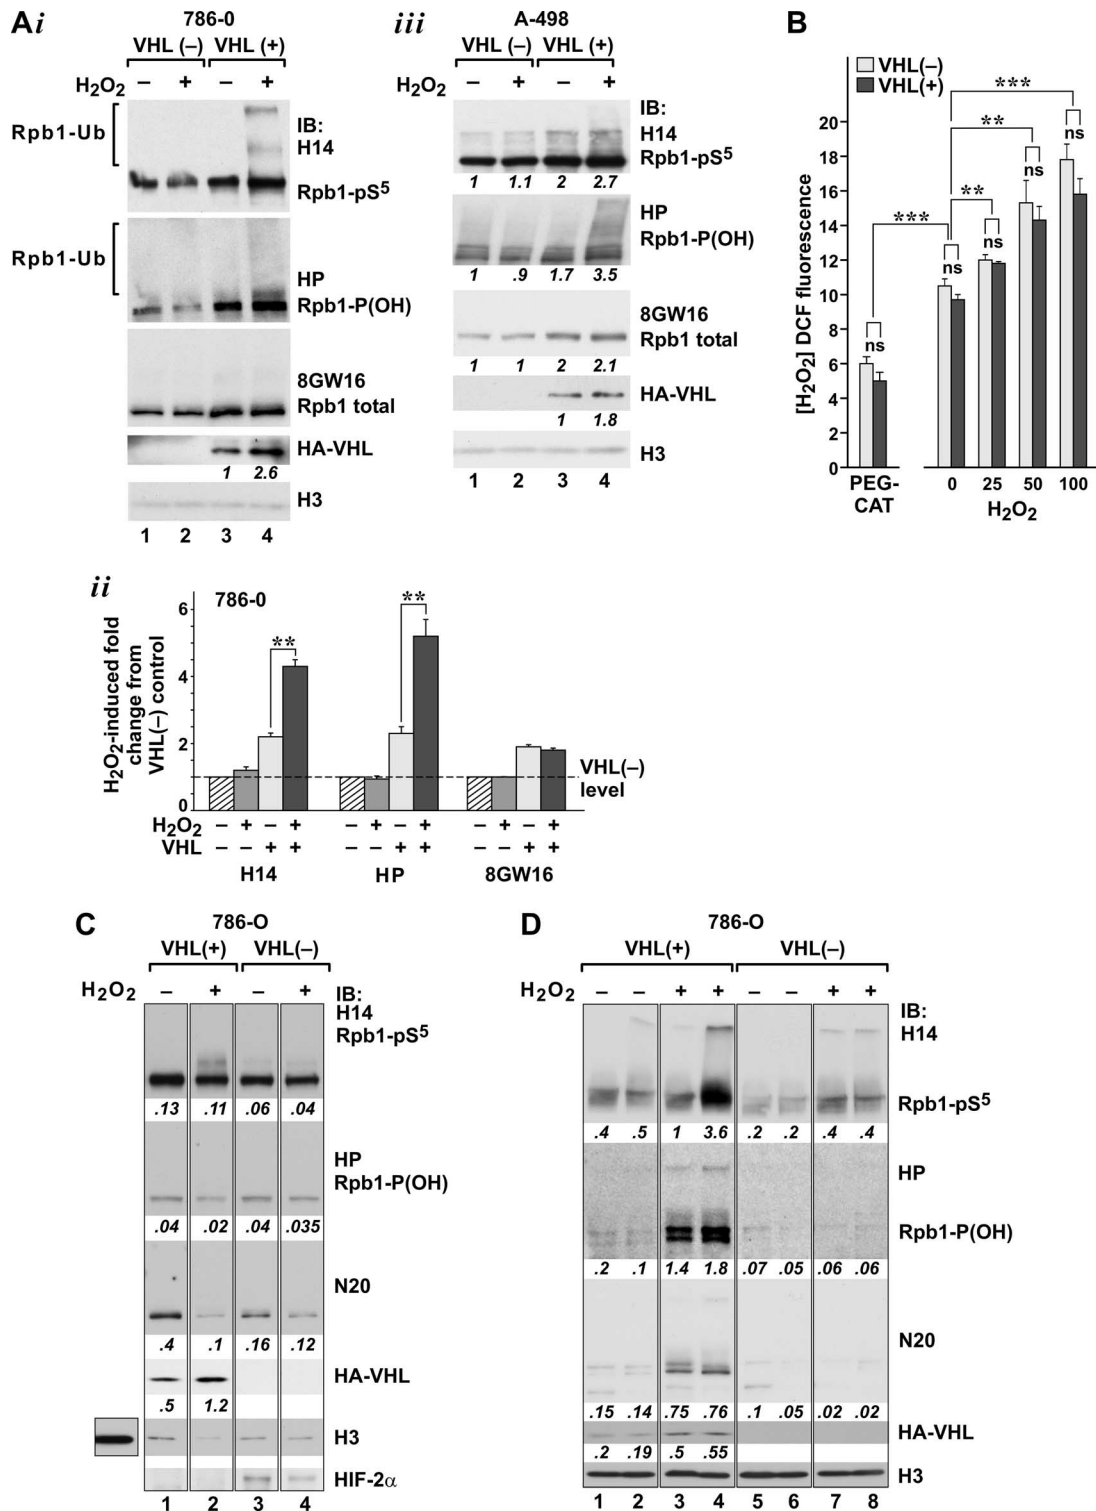 A i
786-0
VHL (–) VHL (+)
H2O2 – + – +
Rpb1-Ub
IB:
H14
Rpb1-pS5
Rpb1-Ub
HP
Rpb1-P(OH)
8GW16
Rpb1 total
HA-VHL
1 2.6
H3
1 2 3 4
iii
A-498
VHL (–) VHL (+)
H2O2 – + – +
IB:
H14
Rpb1-pS5
1 1.1 2 2.7
HP
Rpb1-P(OH)
1 .9 1.7 3.5
8GW16
Rpb1 total
1 1 2 2.1
HA-VHL
1 1.8
H3
1 2 3 4
B
VHL(–)
VHL(+)
[H2O2] DCF fluorescence
20
18
16
14
12
10
8
6
4
2
0
*** ** ** ***
ns ns ns ns ns
PEG-
CAT
0 25 50 100
H2O2
ii
786-0
H2O2-induced fold
change from
VHL(–) control
6
4
2
0
** **
VHL(–)
level
H2O2 – + – + – + – + – + – +
VHL – – + + – – + + – – + +
H14 HP 8GW16
C
786-O
VHL(+) VHL(–)
H2O2 – + – +
IB:
H14
Rpb1-pS5
.13 .11 .06 .04
HP
Rpb1-P(OH)
.04 .02 .04 .035
N20
.4 .1 .16 .12
HA-VHL
.5 1.2
H3
HIF-2α
1 2 3 4
D
786-O
VHL(+) VHL(–)
H2O2 – – + + – – + +
IB:
H14
Rpb1-pS5
.4 .5 1 3.6 .2 .2 .4 .4
HP
Rpb1-P(OH)
.2 .1 1.4 1.8 .07 .05 .06 .06
N20
.15 .14 .75 .76 .1 .05 .02 .02
HA-VHL
.2 .19 .5 .55
H3
1 2 3 4 5 6 7 8